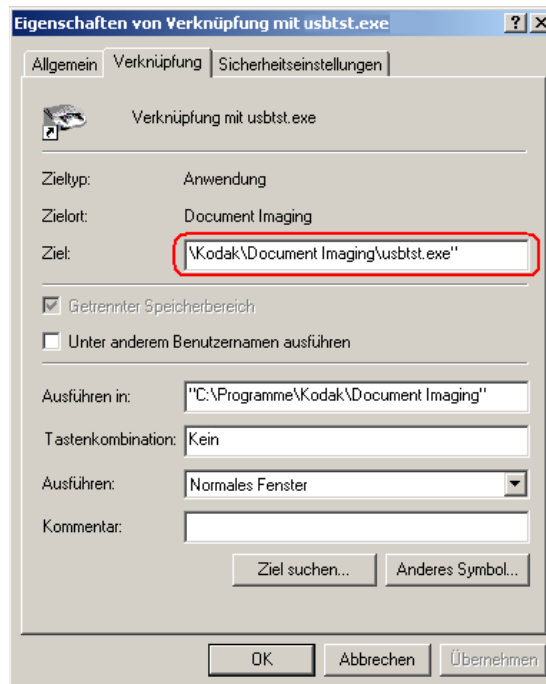 Eigenschaften von Verknüpfung mit usbtst.exe
Allgemein Verknüpfung Sicherheitseinstellungen
Verknüpfung mit usbtst.exe
Zieltyp: Anwendung
Zielort: Document Imaging
Ziel: \Kodak\Document Imaging\usbtst.exe"
Getrennter Speicherbereich
Unter anderem Benutzernamen ausführen
Ausführen in: "C:\Programme\Kodak\Document Imaging"
Tastenkombination: Kein
Ausführen: Normales Fenster
Kommentar:
Ziel suchen... Anderes Symbol...
OK Abbrechen Übernehmen